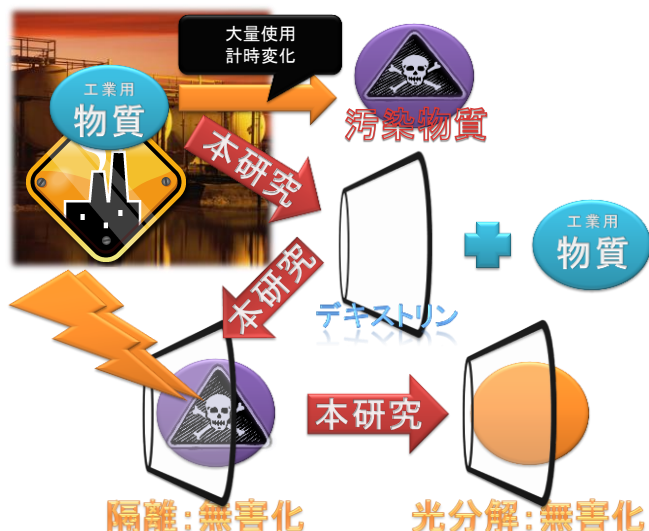 大量使用
計時変化
工業用
物質
汚染物質
本研究
工業用
物質
本研究
デキストリン
本研究
隔離:無害化
光分解:無害化